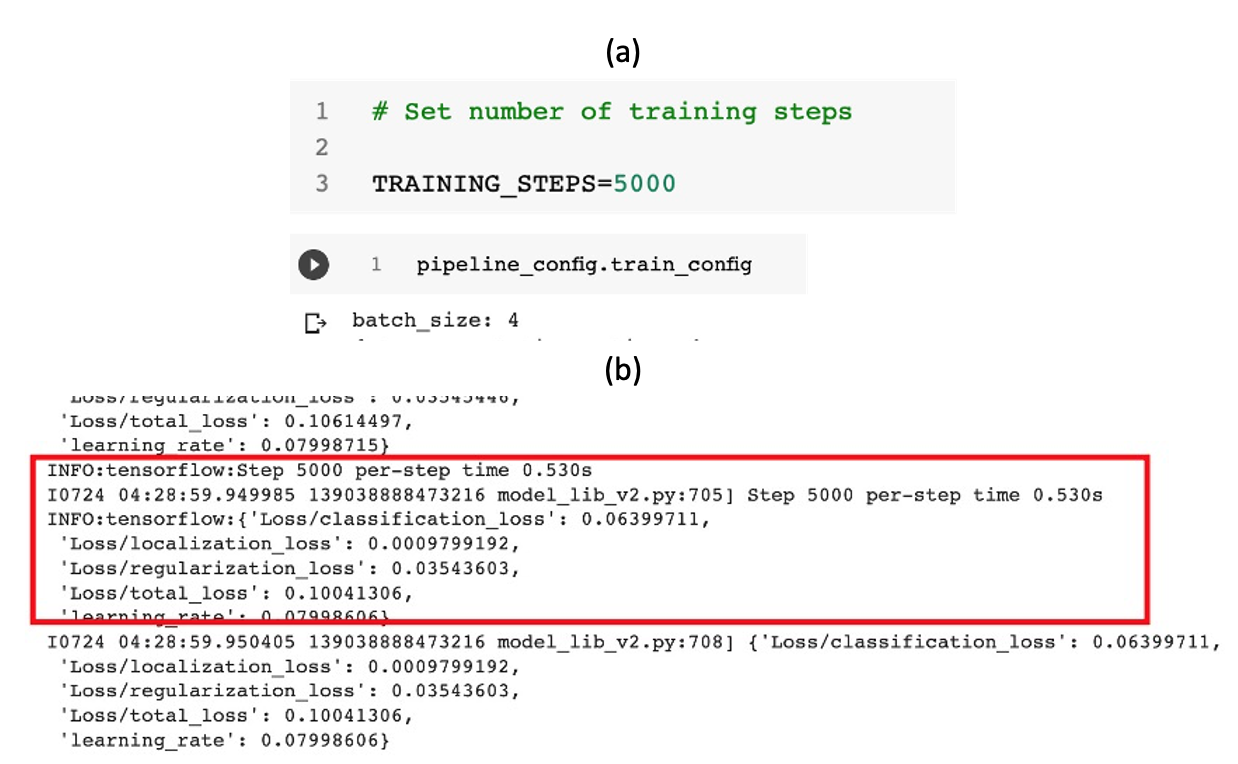 (a)
1 # Set number of training steps
2
3 TRAINING_STEPS=5000
1 pipeline_config.train_config
batch_size: 4
(b)
'Loss/regularization_loss': 0.03545446,
'Loss/total_loss': 0.10614497,
'learning_rate': 0.07998715}
INFO:tensorflow:Step 5000 per-step time 0.530s
I0724 04:28:59.949985 139038888473216 model_lib_v2.py:705] Step 5000 per-step time 0.530s
INFO:tensorflow:{'Loss/classification_loss': 0.06399711,
'Loss/localization_loss': 0.0009799192,
'Loss/regularization_loss': 0.03543603,
'Loss/total_loss': 0.10041306,
'learning_rate': 0.07998606}
I0724 04:28:59.950405 139038888473216 model_lib_v2.py:708] {'Loss/classification_loss': 0.06399711,
'Loss/localization_loss': 0.0009799192,
'Loss/regularization_loss': 0.03543603,
'Loss/total_loss': 0.10041306,
'learning_rate': 0.07998606}